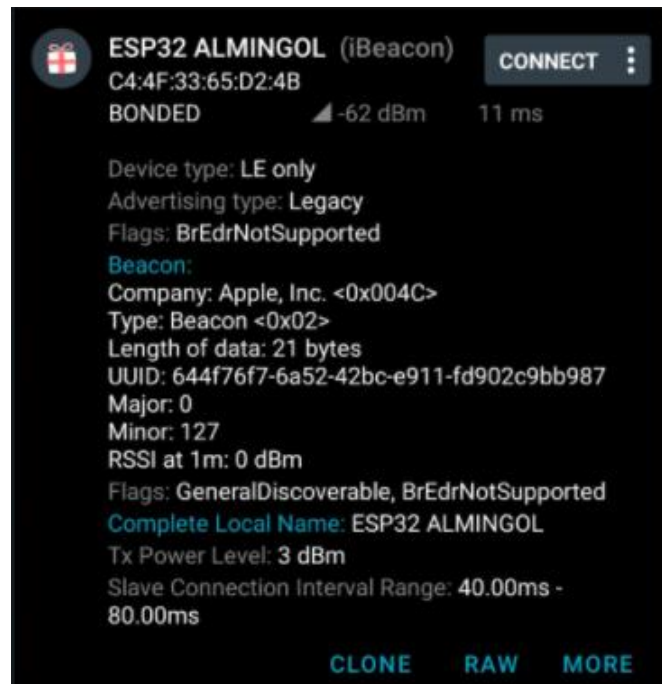 ESP32 ALMINGOL (iBeacon)
CONNECT
C4:4F:33:65:D2:4B
BONDED -62 dBm 11 ms
Device type: LE only
Advertising type: Legacy
Flags: BrEdrNotSupported
Beacon:
Company: Apple, Inc. <0x004C>
Type: Beacon <0x02>
Length of data: 21 bytes
UUID: 644f76f7-6a52-42bc-e911-fd902c9bb987
Major: 0
Minor: 127
RSSI at 1m: 0 dBm
Flags: GeneralDiscoverable, BrEdrNotSupported
Complete Local Name: ESP32 ALMINGOL
Tx Power Level: 3 dBm
Slave Connection Interval Range: 40.00ms -
80.00ms
CLONE RAW MORE